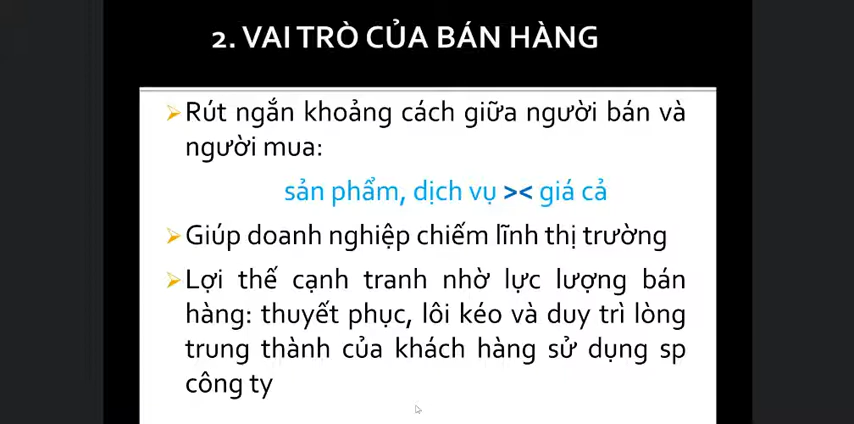 2. VAI TRÒ CỦA BÁN HÀNG
➢Rút ngắn khoảng cách giữa người bán và
người mua:
sản phẩm, dịch vụ >< giá cả
➢Giúp doanh nghiệp chiếm lĩnh thị trường
➢Lợi thế cạnh tranh nhờ lực lượng bán
hàng: thuyết phục, lôi kéo và duy trì lòng
trung thành của khách hàng sử dụng sp
công ty